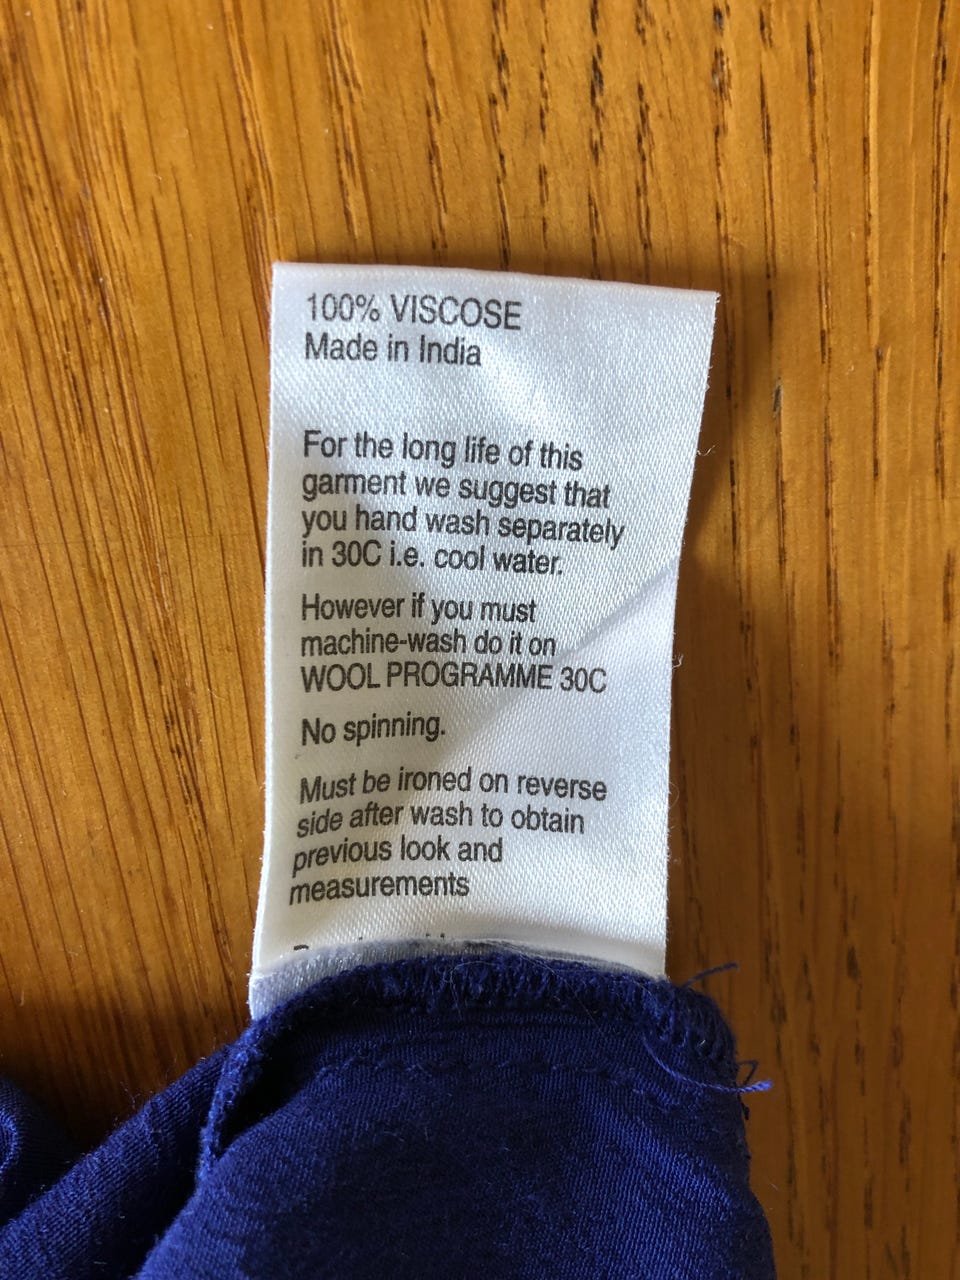 100% VISCOSE
Made in India
For the long life of this
garment we suggest that
you hand wash separately
in 30C i.e. cool water.
However if you must
machine-wash do it on
WOOL PROGRAMME 30C
No spinning.
Must be ironed on reverse
side after wash to obtain
previous look and
measurements